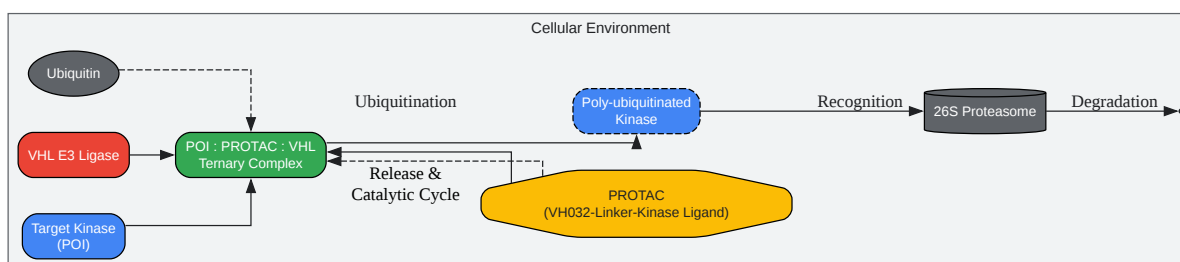 Cellular Environment
Ubiquitin
Ubiquitination
Poly-ubiquitinated
Kinase
Recognition
26S Proteasome
Degradation
VHL E3 Ligase
POI : PROTAC : VHL
Ternary Complex
Release &
Catalytic Cycle
PROTAC
(VH032-Linker-Kinase Ligand)
Target Kinase
(POI)